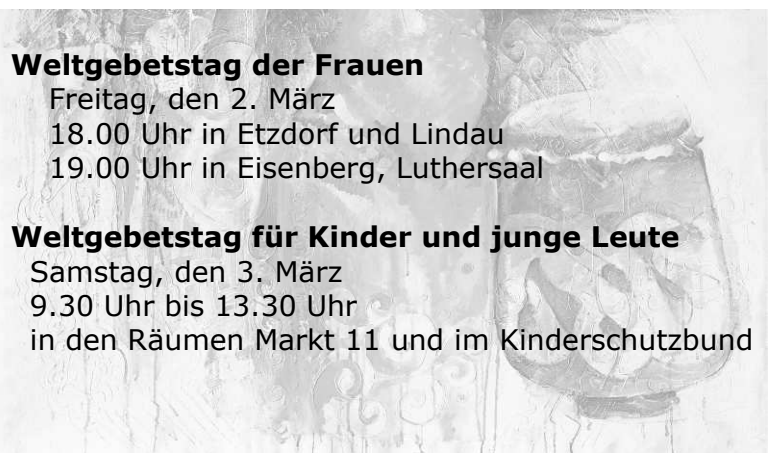 Weltgebetstag der Frauen
Freitag, den 2. März
18.00 Uhr in Etzdorf und Lindau
19.00 Uhr in Eisenberg, Luthersaal
Weltgebetstag für Kinder und junge Leute
Samstag, den 3. März
9.30 Uhr bis 13.30 Uhr
in den Räumen Markt 11 und im Kinderschutzbund